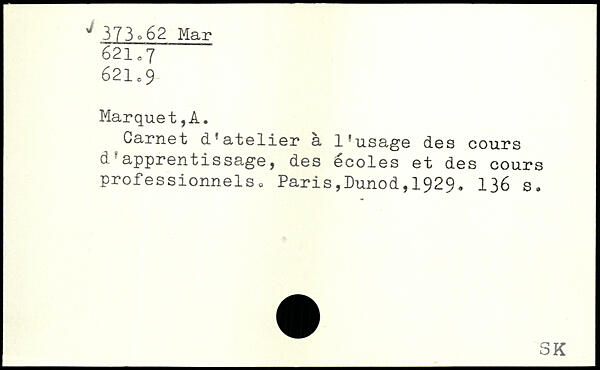 ✓ 373.62 Mar
621.7
621.9
Marquet,A.
Carnet d'atelier à l'usage des cours
d'apprentissage, des écoles et des cours
professionnels. Paris,Dunod,1929. 136 s.
SK